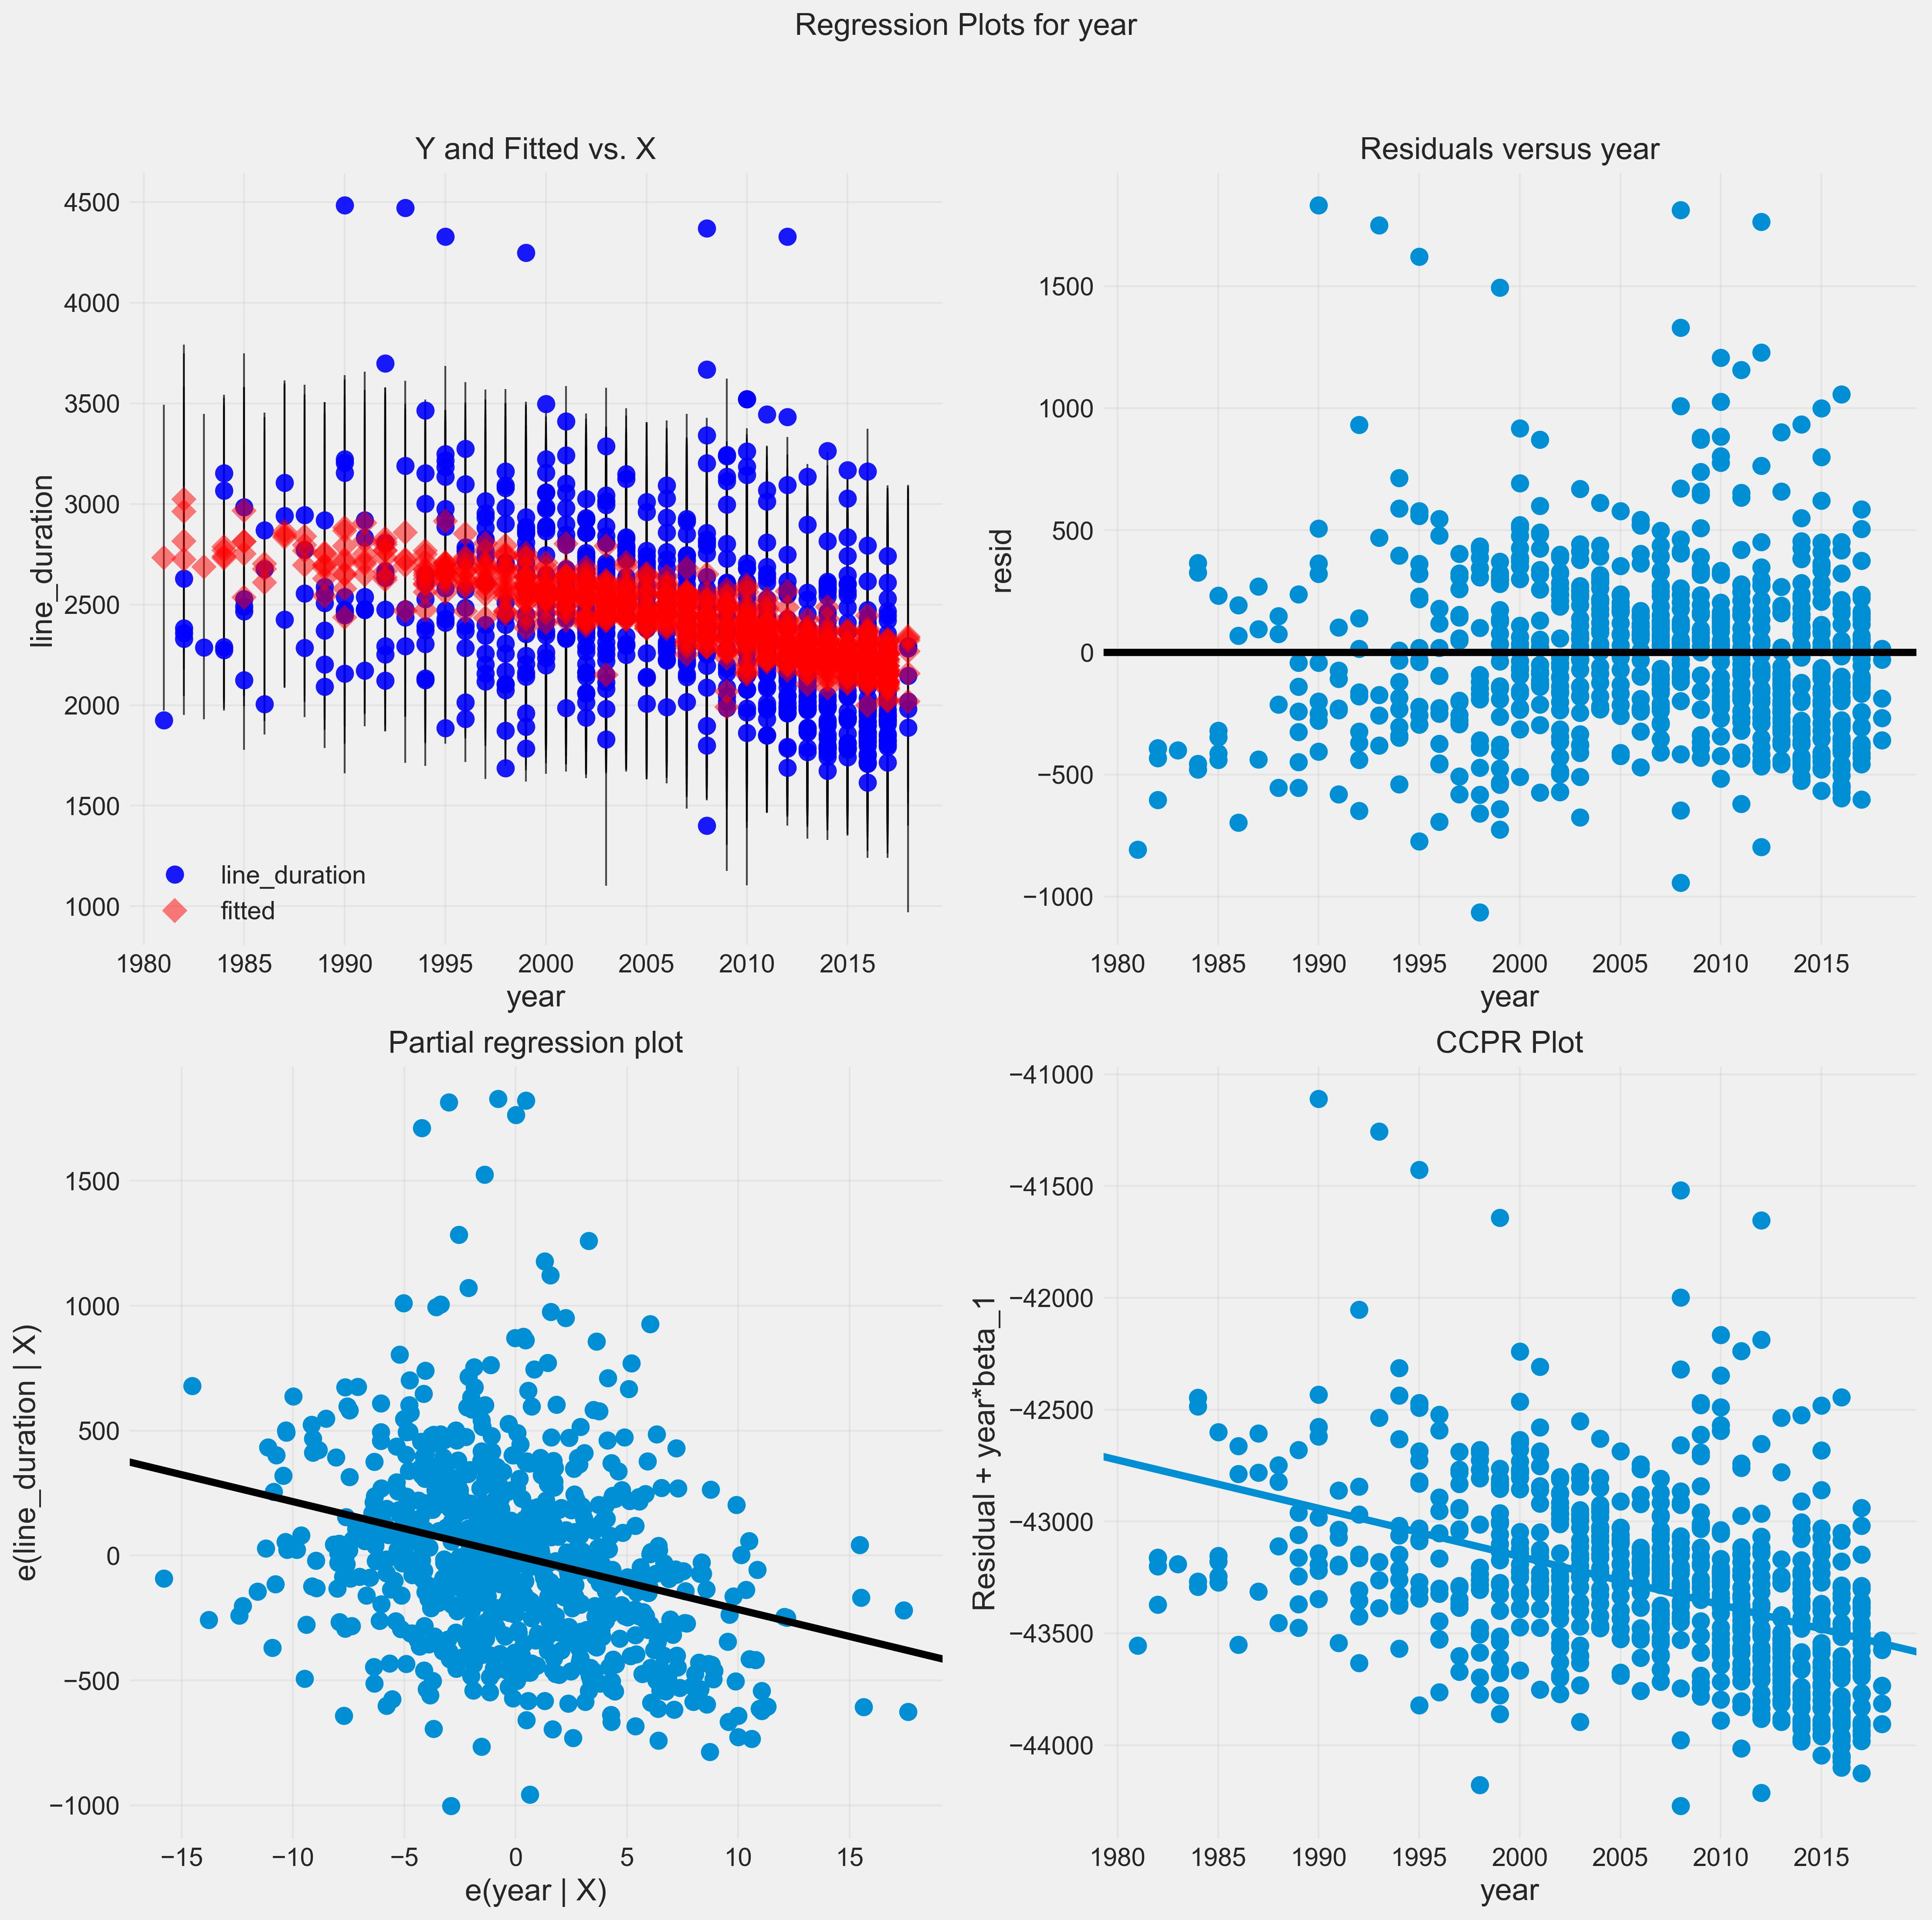 Regression Plots for year
Y and Fitted vs. X
4500
4000
3500
3000
2500
2000
1500
1000
line_duration
line_duration
fitted
1980 1985 1990 1995 2000 2005 2010 2015
year
Residuals versus year
1500
1000
500
0
−500
−1000
resid
1980 1985 1990 1995 2000 2005 2010 2015
year
Partial regression plot
1500
1000
500
0
−500
−1000
e(line_duration | X)
−15 −10 −5 0 5 10 15
e(year | X)
CCPR Plot
−41000
−41500
−42000
−42500
−43000
−43500
−44000
Residual + year*beta_1
1980 1985 1990 1995 2000 2005 2010 2015
year